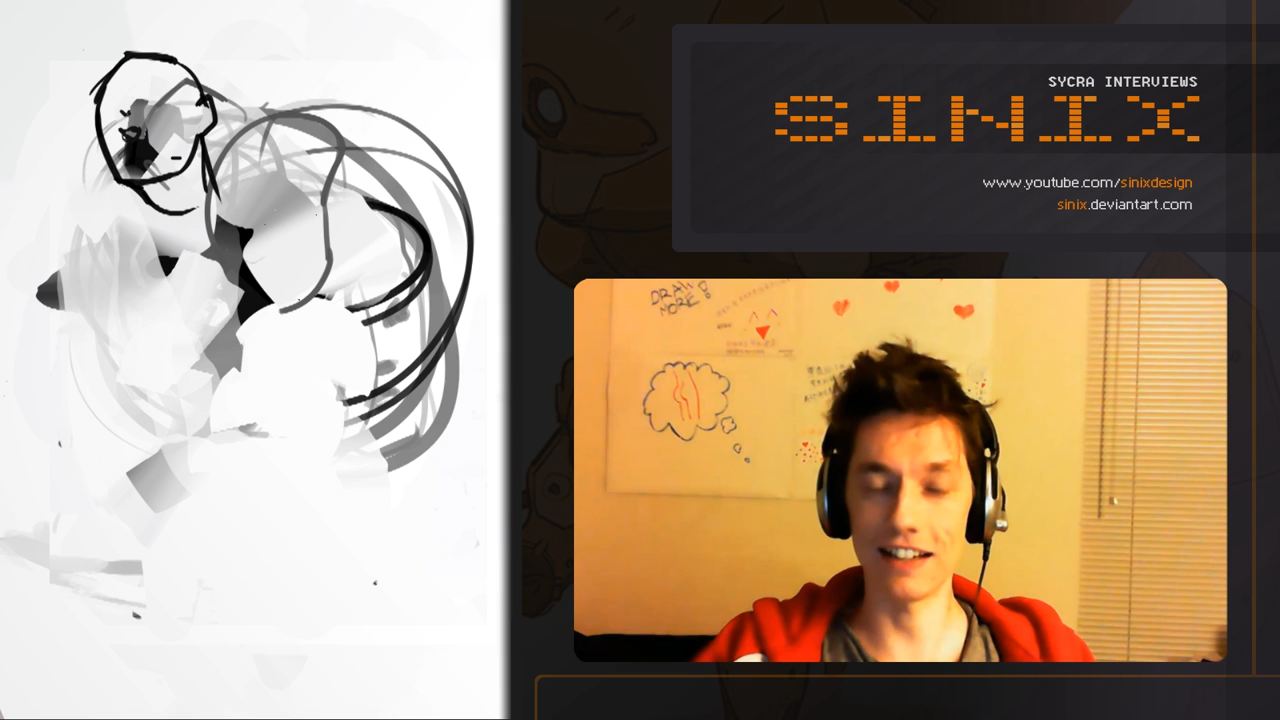 SYCRA INTERVIEWS
SINIX
www.youtube.com/sinixdesign
sinix.deviantart.com
DRAW
MORE!